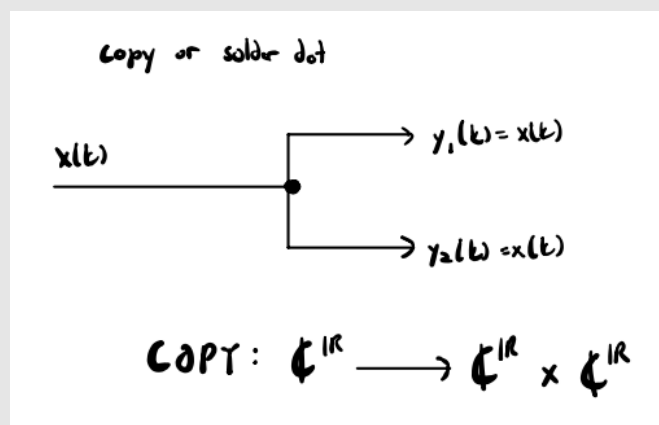 copy or solder dot
x(t)
y₁(t)=x(t)
y₂(t)=x(t)
COPY: ℂ^ℝ ⟶ ℂ^ℝ × ℂ^ℝ